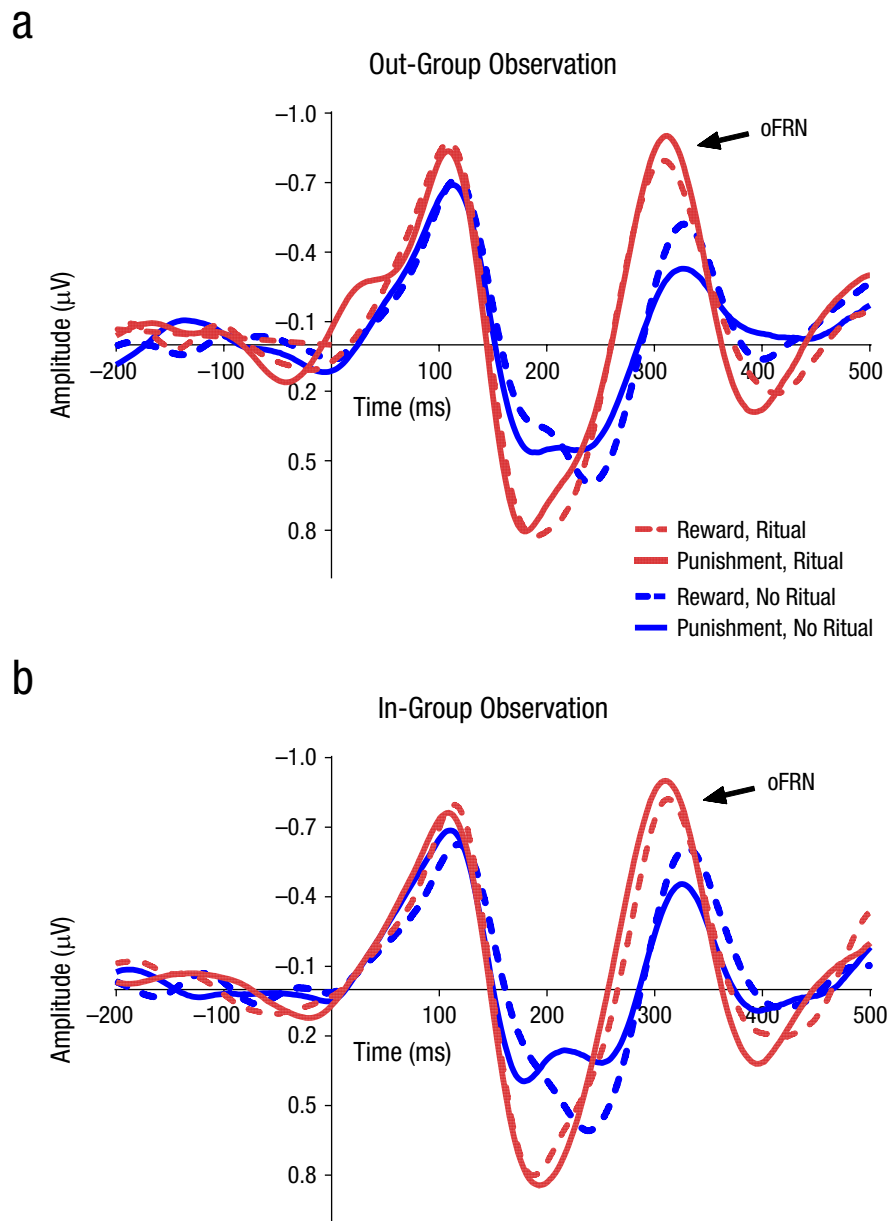 a
Out-Group Observation
−1.0
oFRN
−0.7
−0.4
−0.1
Amplitude (µV)
−200
−100
100
200
300
400
500
0.2
Time (ms)
0.5
0.8
Reward, Ritual
Punishment, Ritual
Reward, No Ritual
Punishment, No Ritual
b
In-Group Observation
−1.0
oFRN
−0.7
−0.4
−0.1
Amplitude (µV)
−200
−100
100
200
300
400
500
0.2
Time (ms)
0.5
0.8